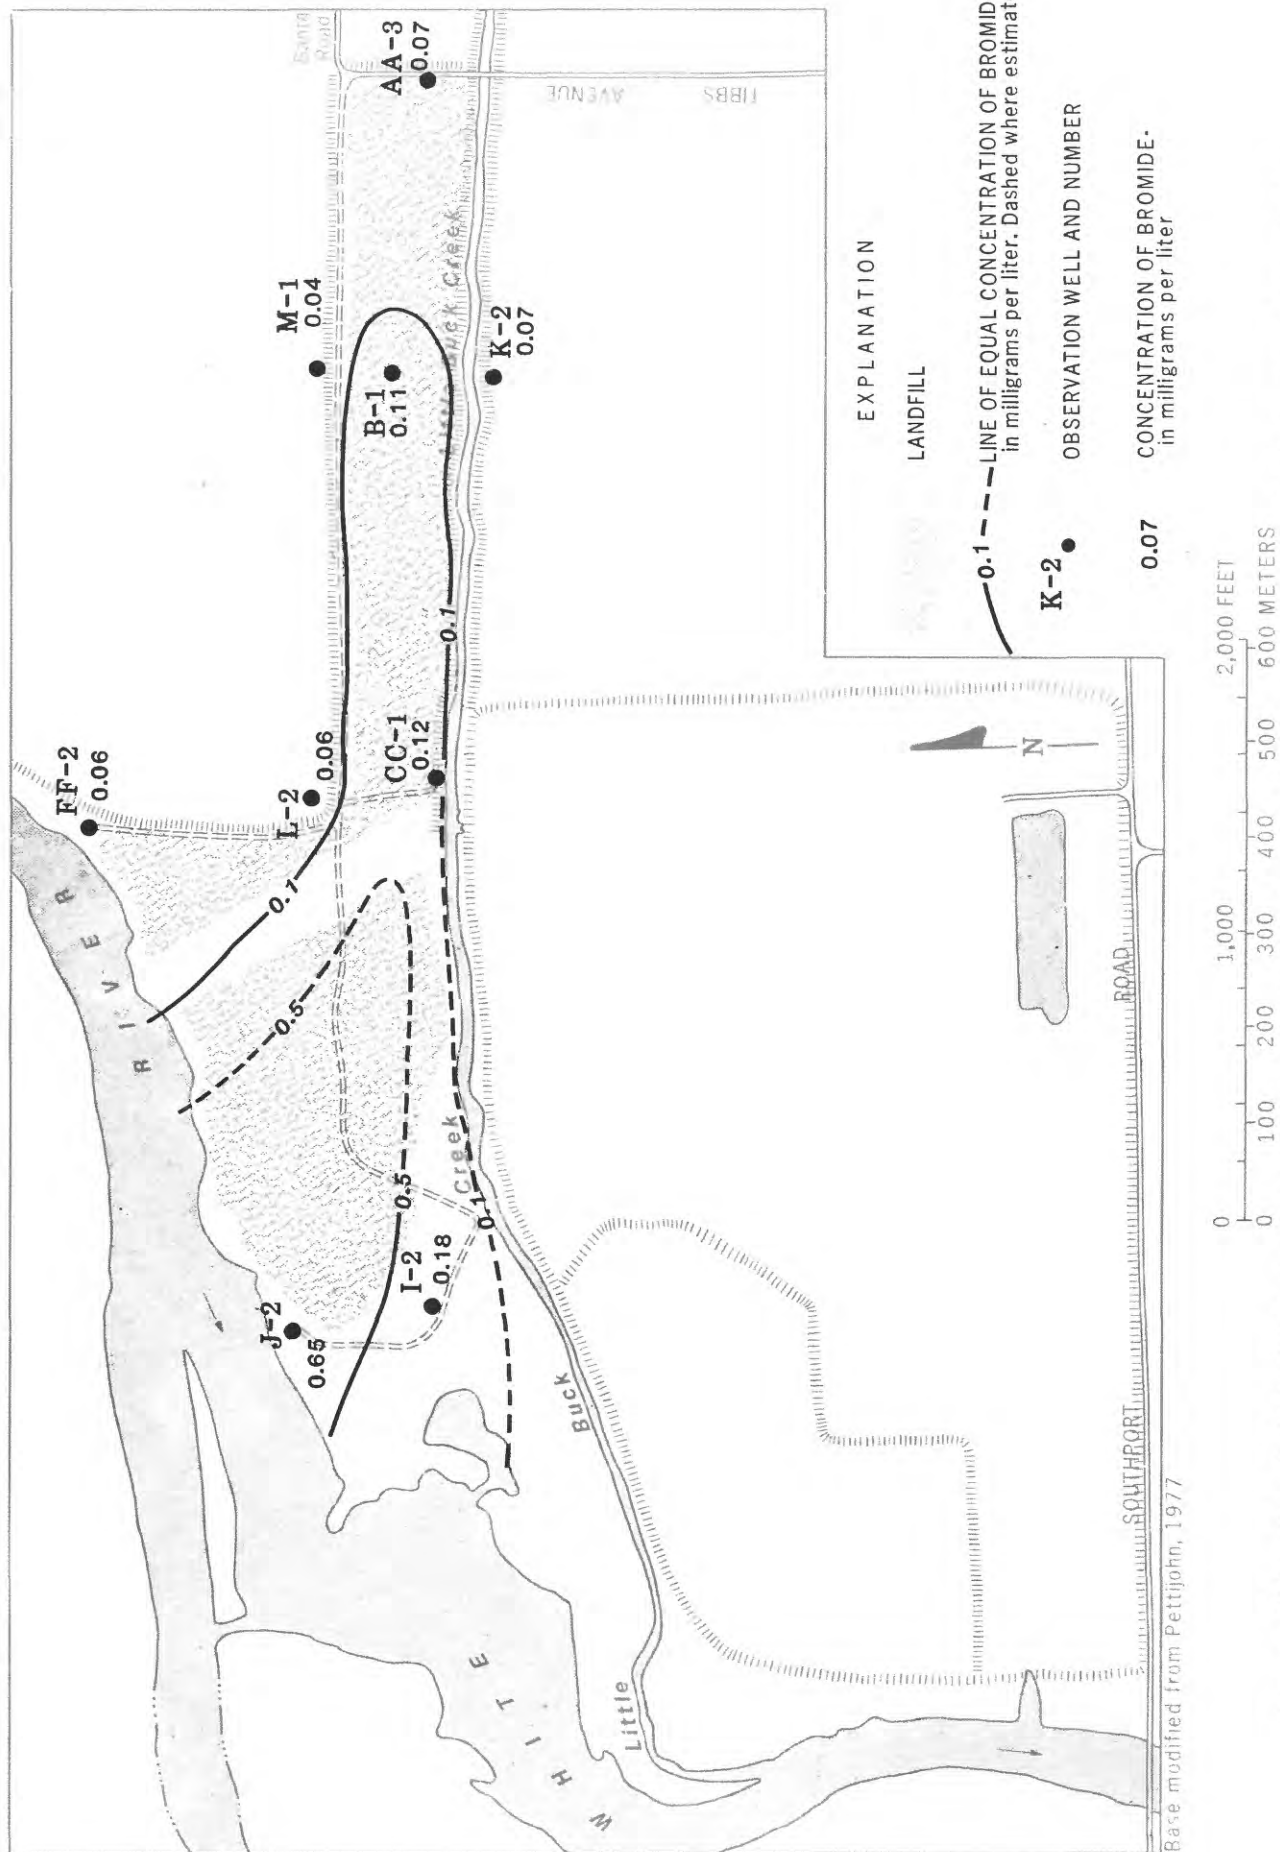 Santa
Road
AA-3
0.07
TIBBS
AVENUE
M-1
0.04
B-1
0.11
K-2
0.07
Little Buck Creek
FF-2
0.06
L-2
0.06
CC-1
0.12
0.1
0.1
0.5
0.5
0.1
RIVER
J-2
0.65
I-2
0.18
Creek
Buck
Little
WHITE
N
SOUTHPORT
ROAD
EXPLANATION
LANDFILL
0.1
LINE OF EQUAL CONCENTRATION OF BROMID
in milligrams per liter. Dashed where estimat
K-2
OBSERVATION WELL AND NUMBER
0.07
CONCENTRATION OF BROMIDE-
in milligrams per liter
0 1,000 2,000 FEET
0 100 200 300 400 500 600 METERS
Base modified from Pettijohn, 1977